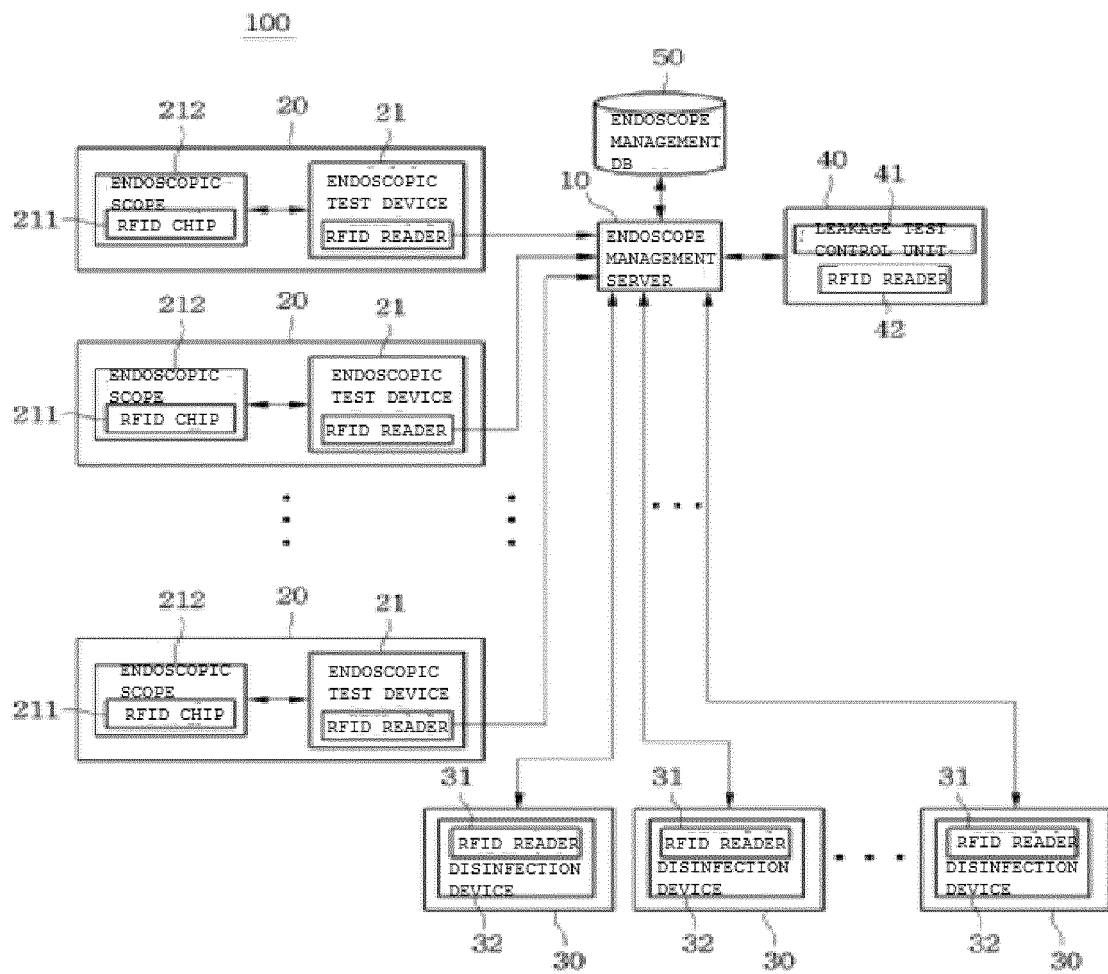 100
50
212
20
21
ENDOSCOPE
MANAGEMENT
DB
40
41
10
ENDOSCOPIC
SCOPE
RFID CHIP
211
ENDOSCOPIC
TEST DEVICE
RFID READER
ENDOSCOPE
MANAGEMENT
SERVER
LEAKAGE TEST
CONTROL UNIT
RFID READER
42
212
20
21
ENDOSCOPIC
SCOPE
RFID CHIP
211
ENDOSCOPIC
TEST DEVICE
RFID READER
212
20
21
ENDOSCOPIC
SCOPE
RFID CHIP
211
ENDOSCOPIC
TEST DEVICE
RFID READER
31
RFID READER
DISINFECTION
DEVICE
32
30
31
RFID READER
DISINFECTION
DEVICE
32
30
31
RFID READER
DISINFECTION
DEVICE
32
30